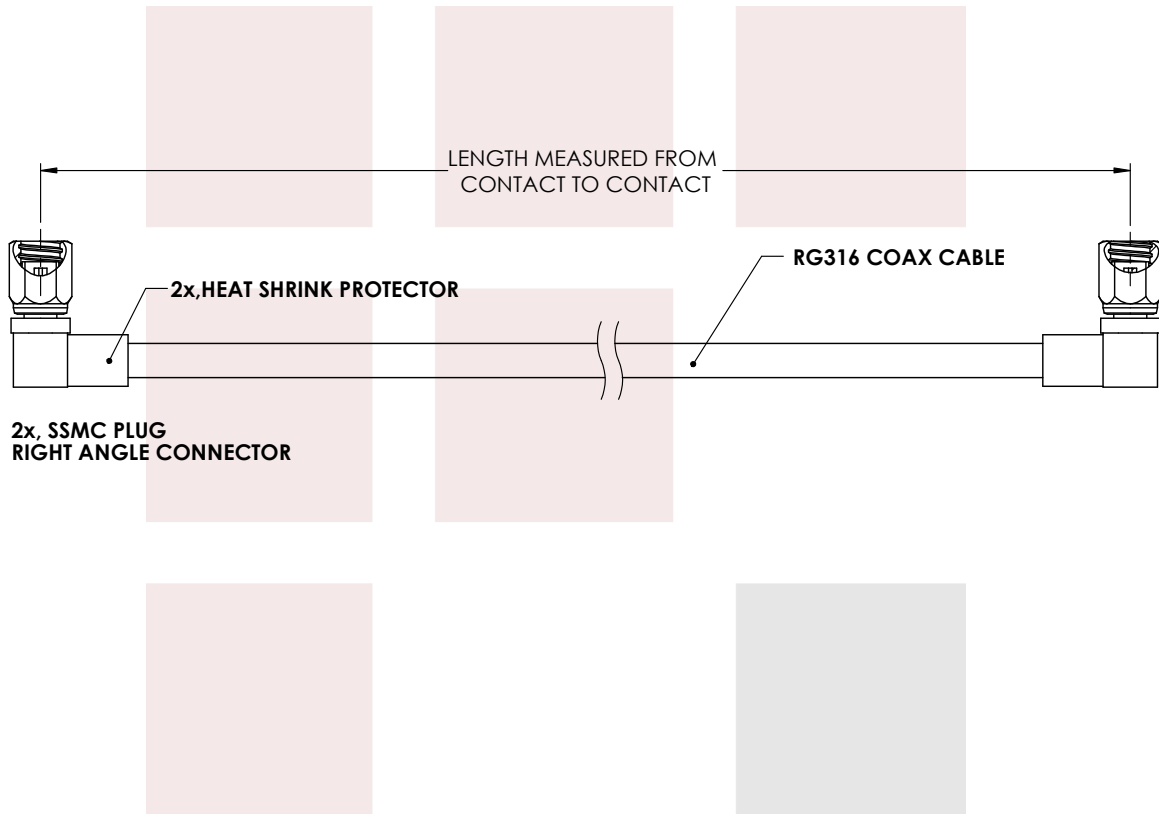 LENGTH MEASURED FROM
CONTACT TO CONTACT
RG316 COAX CABLE
2x,HEAT SHRINK PROTECTOR
2x, SSMC PLUG
RIGHT ANGLE CONNECTOR